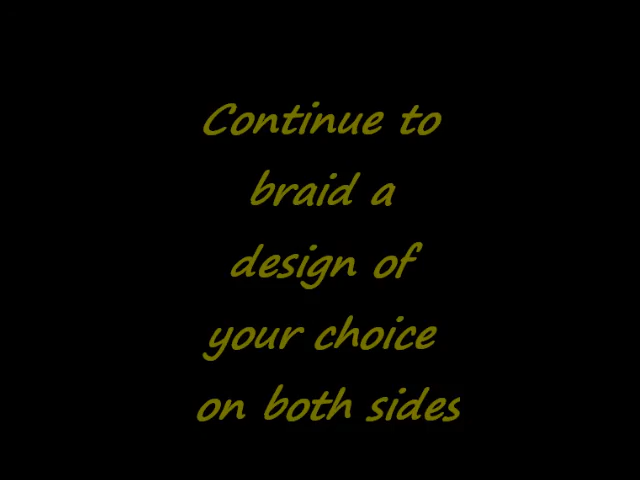 Continue to
braid a
design of
your choice
on both sides